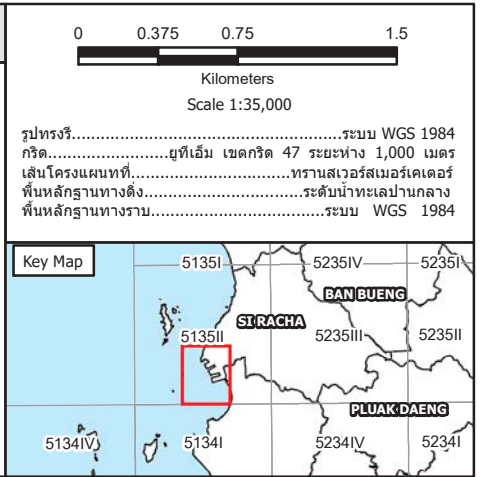 0 0.375 0.75 1.5
Kilometers
Scale 1:35,000
รูปทรงรี......................................................ระบบ WGS 1984
กริด........................ยูทีเอ็ม เขตกริด 47 ระยะห่าง 1,000 เมตร
เส้นโครงแผนที่................................ทรานสเวอร์สเมอร์เคเตอร์
พื้นหลักฐานทางดิ่ง...............................ระดับน้ำทะเลปานกลาง
พื้นหลักฐานทางราบ...................................ระบบ WGS 1984
Key Map
5135I 5235IV 5235I
BAN BUENG
SI RACHA
5135II 5235III 5235II
PLUAK DAENG
5134IV 5134I 5234IV 5234I